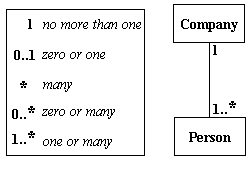 1 no more than one
0..1 zero or one
* many
0..* zero or many
1..* one or many
Company
1
1..*
Person